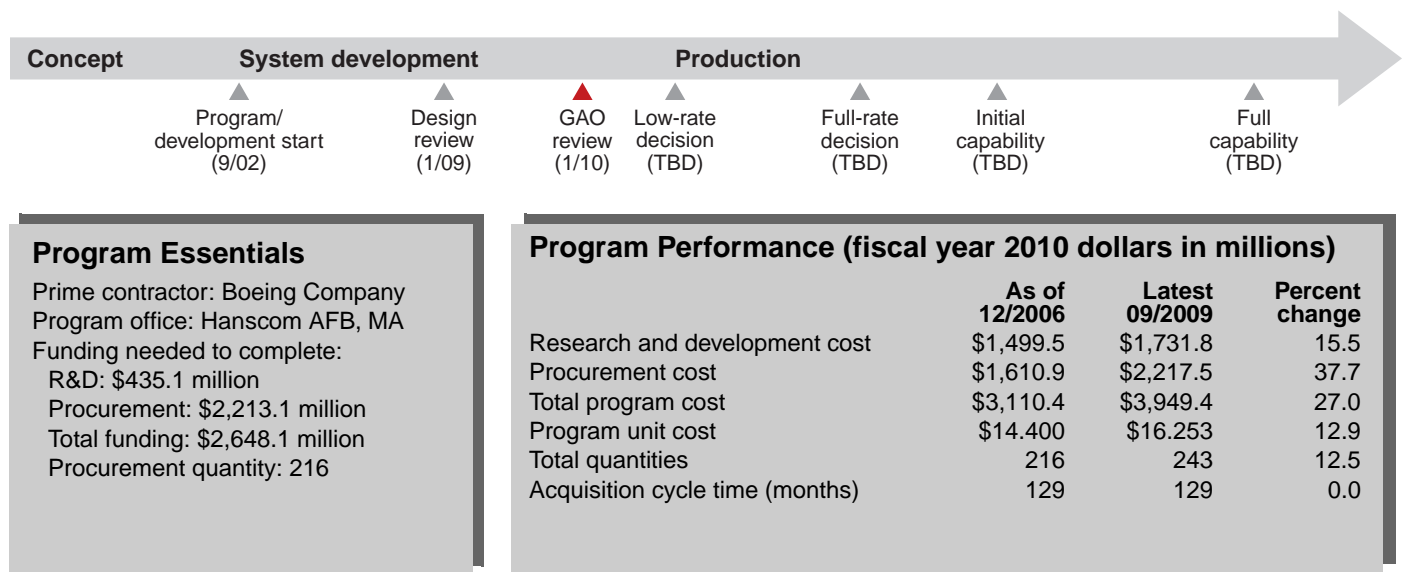 Concept System development Production
Program/
development start
(9/02)
Design
review
(1/09)
GAO
review
(1/10)
Low-rate
decision
(TBD)
Full-rate
decision
(TBD)
Initial
capability
(TBD)
Full
capability
(TBD)
Program Essentials
Prime contractor: Boeing Company
Program office: Hanscom AFB, MA
Funding needed to complete:
R&D: $435.1 million
Procurement: $2,213.1 million
Total funding: $2,648.1 million
Procurement quantity: 216
Program Performance (fiscal year 2010 dollars in millions)
As of
12/2006
Latest
09/2009
Percent
change
Research and development cost $1,499.5 $1,731.8 15.5
Procurement cost $1,610.9 $2,217.5 37.7
Total program cost $3,110.4 $3,949.4 27.0
Program unit cost $14.400 $16.253 12.9
Total quantities 216 243 12.5
Acquisition cycle time (months) 129 129 0.0